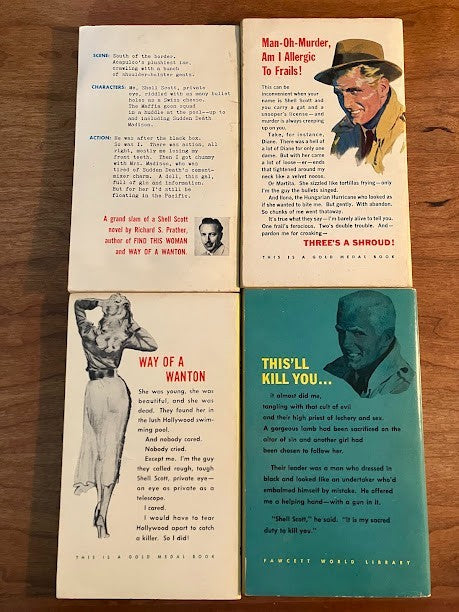 SCENE: South of the border,
Acapulco's plushiest inn,
crawling with a bunch
of shoulder-holster gents.
CHARACTERS: Me, Shell Scott, private
eye, riddled with as many bullet
holes as a Swiss cheese.
The Maffia goon squad
in a huddle at the pool—up to
and including Sudden Death
Madison.
ACTION: He was after the black box.
So was I. There was action, all
right, mostly me losing my
front teeth. Then I got chummy
with Mrs. Madison, who was
tired of Sudden Death's cement-
mixer charm. A doll, this gal,
full of gin and information.
But for her I'd still be
floating in the Pacific.
A grand slam of a Shell Scott
novel by Richard S. Prather,
author of FIND THIS WOMAN
and WAY OF A WANTON.
Man-Oh-Murder,
Am I Allergic
To Frails!
This can be
inconvenient when your
name is Shell Scott and
you carry a gat and a
snooper's license—and
murder is always creeping
up on you.
Take, for instance,
Diane. There was a hell of
a lot of Diane for only one
dame. But with her came
a lot of loose—er—ends
that tightened around my
neck like a velvet noose.
Or Martita. She sizzled like tortillas frying—only
I'm the guy the bullets singed.
And Ilona, the Hungarian Hurricane who looked as
if she wanted to bite me. But gently. With abandon.
So chunks of me went thataway.
It's true what they say—I'm barely alive to tell you.
One frail's ferocious. Two's double trouble. And—
pardon me for croaking—
THREE'S A SHROUD!
THIS IS A GOLD MEDAL BOOK
WAY OF A
WANTON
She was young, she was
beautiful, and she was
dead. They found her in
the lush Hollywood swim-
ming pool.
And nobody cared.
Nobody cried.
Except me. I'm the guy
they called rough, tough
Shell Scott, private eye—
an eye as private as a
telescope.
I cared.
I would have to tear
Hollywood apart to catch
a killer. So I did!
THIS IS A GOLD MEDAL BOOK
THIS'LL
KILL YOU...
it almost did me,
tangling with that cult of evil
and their high priest of lechery and sex.
A gorgeous lamb had been sacrificed on the
altar of sin and another girl had
been chosen to follow her.
Their leader was a man who dressed in
black and looked like an undertaker who'd
embalmed himself by mistake. He offered
me a helping hand—with a gun in it.
"Shell Scott," he said. "It is my sacred
duty to kill you."
FAWCETT WORLD LIBRARY